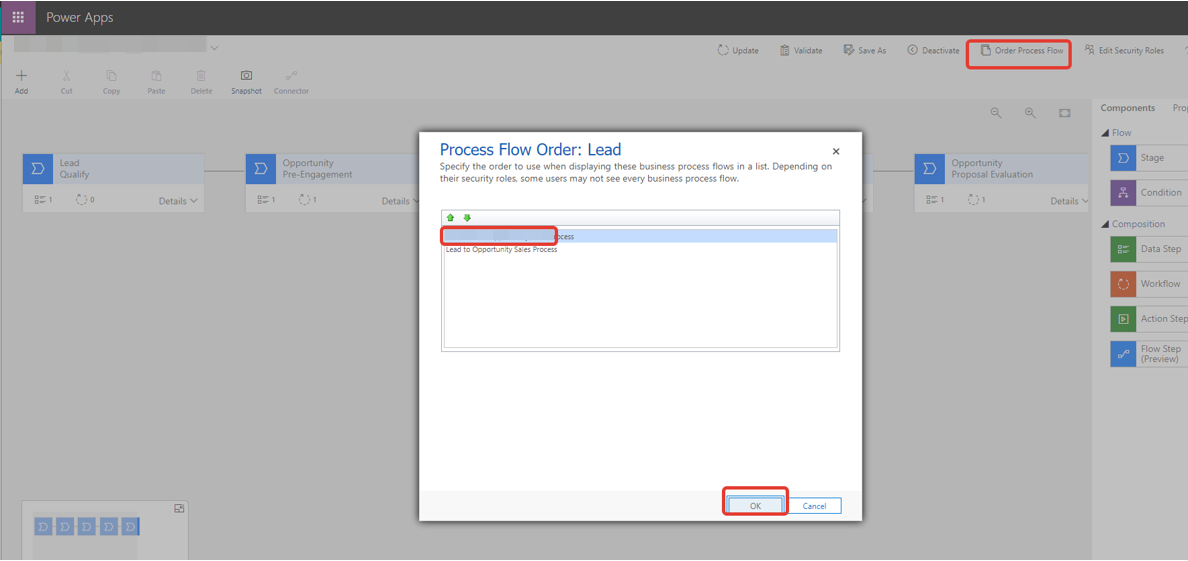 Power Apps
Update Validate Save As Deactivate Order Process Flow Edit Security Roles
Add Cut Copy Paste Delete Snapshot Connector
Components
Flow
Stage
Condition
Composition
Data Step
Workflow
Action Step
Flow Step
(Preview)
Lead
Qualify
1 0 Details
Opportunity
Pre-Engagement
1 1 Details
Opportunity
Proposal Evaluation
1 1 Details
Process Flow Order: Lead
Specify the order to use when displaying these business process flows in a list. Depending on
their security roles, some users may not see every business process flow.
Lead to Opportunity Sales Process
OK Cancel